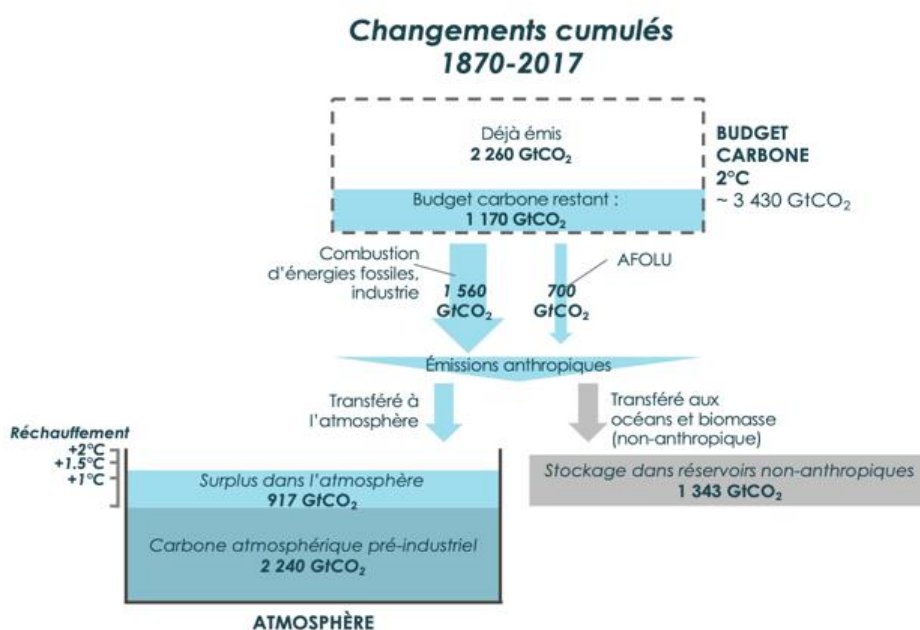 Changements cumulés
1870-2017
Déjà émis
2 260 GtCO₂
BUDGET
CARBONE
2°C
~ 3 430 GtCO₂
Budget carbone restant :
1 170 GtCO₂
Combustion
d'énergies fossiles,
industrie
1 560
GtCO₂
700
GtCO₂
AFOLU
Émissions anthropiques
Transféré à
l'atmosphère
Transféré aux
océans et biomasse
(non-anthropique)
Réchauffement
+2°C
+1.5°C
+1°C
Surplus dans l'atmosphère
917 GtCO₂
Stockage dans réservoirs non-anthropiques
1 343 GtCO₂
Carbone atmosphérique pré-industriel
2 240 GtCO₂
ATMOSPHÈRE